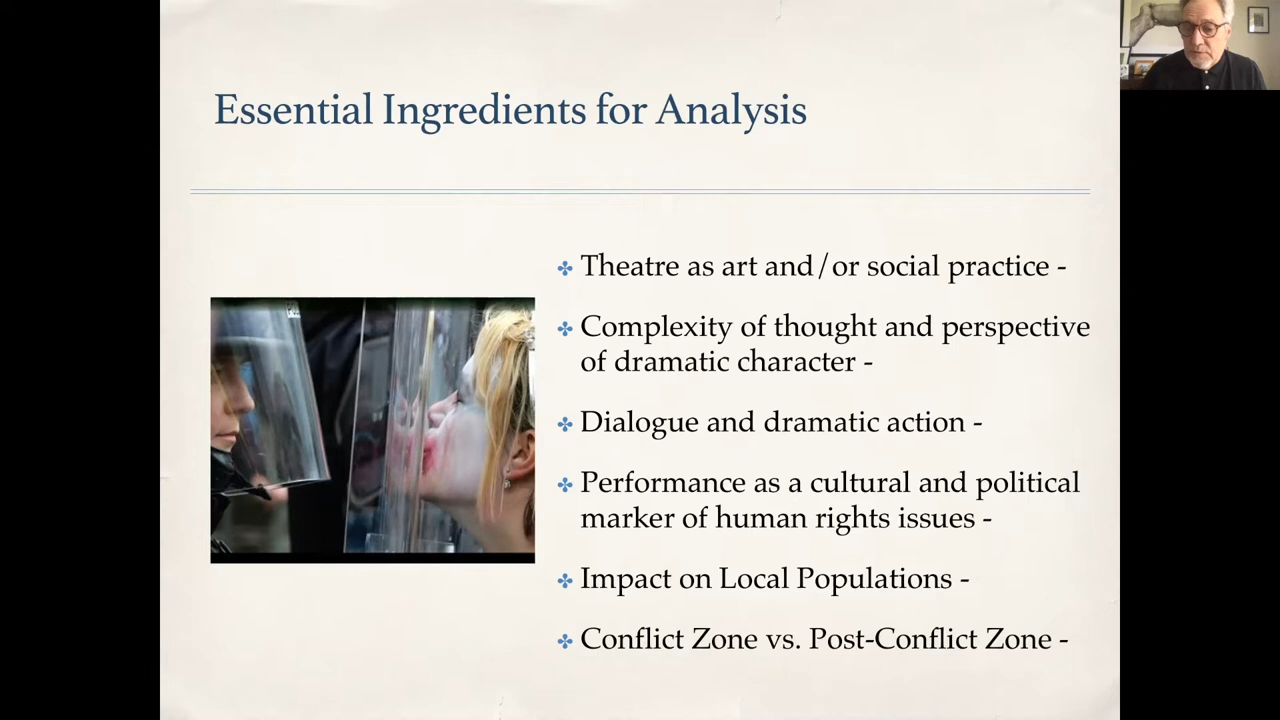 Essential Ingredients for Analysis
Theatre as art and/or social practice -
Complexity of thought and perspective
of dramatic character -
Dialogue and dramatic action -
Performance as a cultural and political
marker of human rights issues -
Impact on Local Populations -
Conflict Zone vs. Post-Conflict Zone -